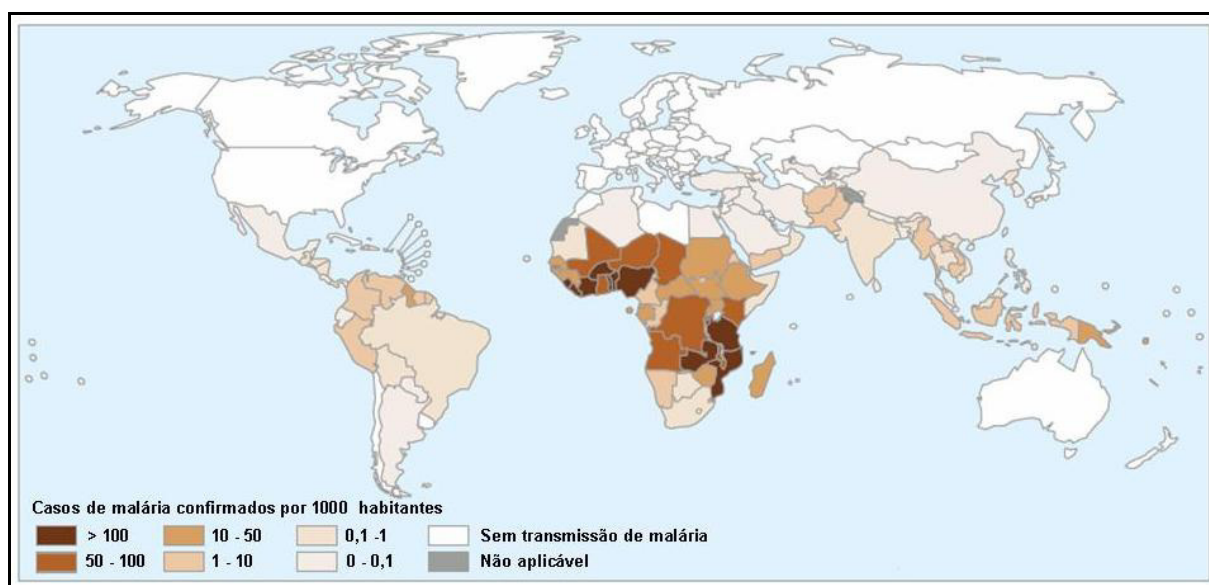 Casos de malária confirmados por 1000 habitantes
> 100 10 - 50 0,1 -1 Sem transmissão de malária
50 - 100 1 - 10 0 - 0,1 Não aplicável